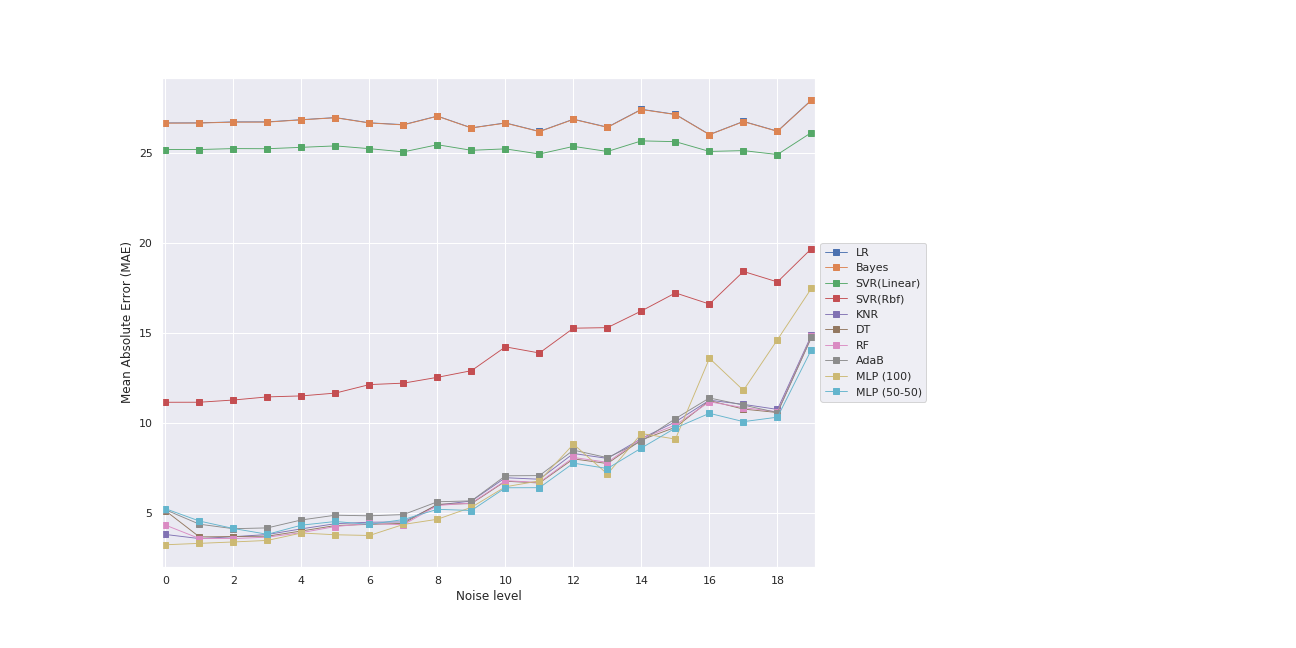 25
20
15
10
5
Mean Absolute Error (MAE)
0 2 4 6 8 10 12 14 16 18
Noise level
LR
Bayes
SVR(Linear)
SVR(Rbf)
KNR
DT
RF
AdaB
MLP (100)
MLP (50-50)